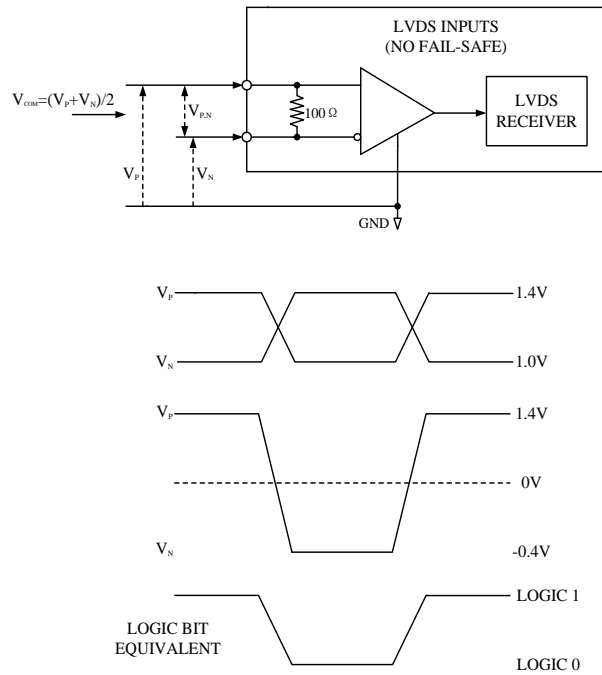 LVDS INPUTS
(NO FAIL-SAFE)
V_COM=(V_P+V_N)/2
V_P,N
100 Ω
LVDS
RECEIVER
V_P
V_N
GND
V_P
1.4V
V_N
1.0V
V_P
1.4V
0V
V_N
-0.4V
LOGIC 1
LOGIC BIT
EQUIVALENT
LOGIC 0